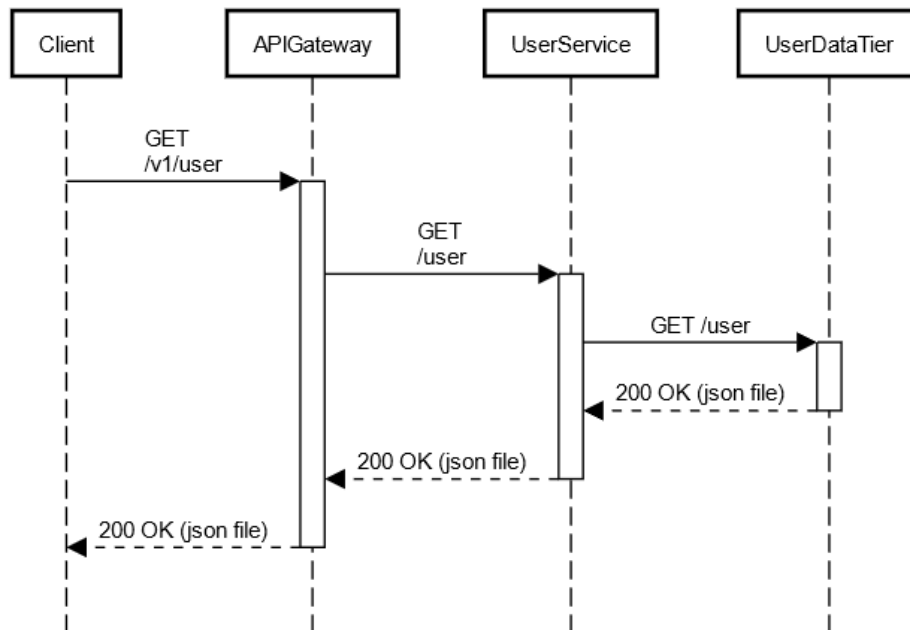 Client
APIGateway
UserService
UserDataTier
GET
/v1/user
GET
/user
GET /user
200 OK (json file)
200 OK (json file)
200 OK (json file)